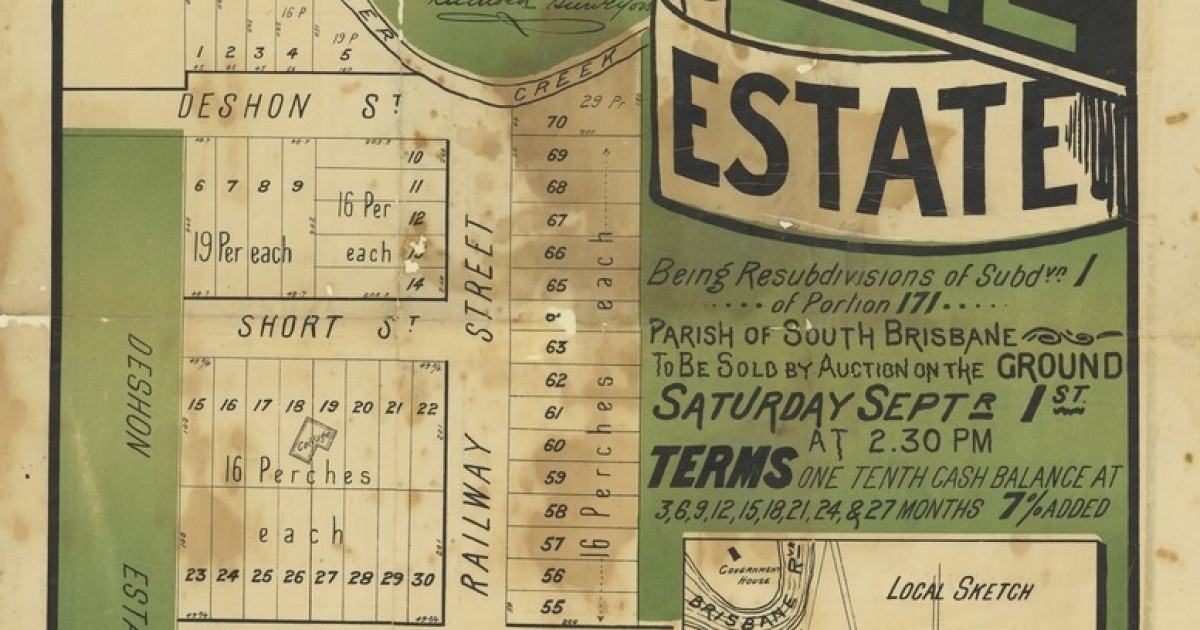 Licensed Surveyors
ESTATE
Being Resubdivisions of Subdvn 1
.... of Portion 171 .....
PARISH OF SOUTH BRISBANE
TO BE SOLD BY AUCTION ON THE GROUND
SATURDAY SEPTR 1ST.
AT 2.30 PM
TERMS ONE TENTH CASH BALANCE AT
3,6,9,12,15,18,21,24,& 27 MONTHS 7% ADDED
LOCAL SKETCH
GOVERNMENT
HOUSE
BRISBANE RIVR
16 P
19 P
1 2 3 4 5
CREEK
29 Pr
DESHON ST
6 7 8 9
19 Per each
10
11
12
14
16 Per
each
SHORT ST
15 16 17 18 19 20 21 22
Cottage
16 Perches
each
23 24 25 26 27 28 29 30
RAILWAY STREET
70
69
68
67
66
65
63
62
61
60
59
58
57
56
55
16 Perches each
DESHON